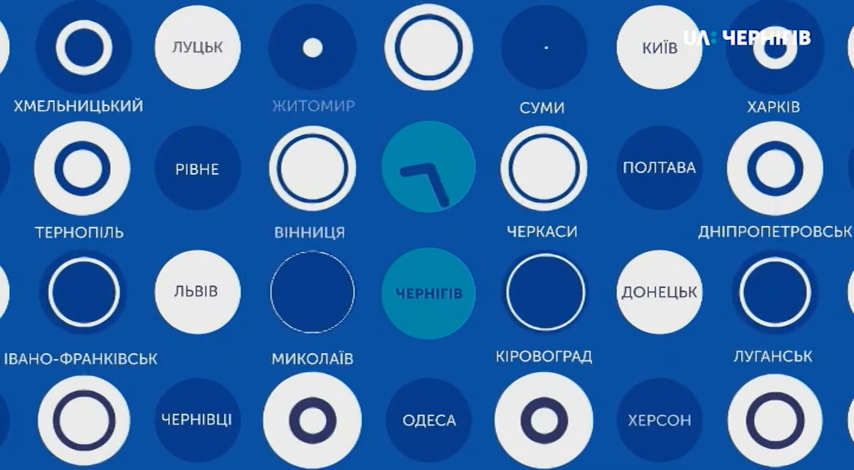 ЛУЦЬК
КИЇВ
UA: ЧЕРНІГІВ
ХМЕЛЬНИЦЬКИЙ
ЖИТОМИР
СУМИ
ХАРКІВ
РІВНЕ
ПОЛТАВА
ТЕРНОПІЛЬ
ВІННИЦЯ
ЧЕРКАСИ
ДНІПРОПЕТРОВСЬК
ЛЬВІВ
ЧЕРНІГІВ
ДОНЕЦЬК
ІВАНО-ФРАНКІВСЬК
МИКОЛАЇВ
КІРОВОГРАД
ЛУГАНСЬК
ЧЕРНІВЦІ
ОДЕСА
ХЕРСОН